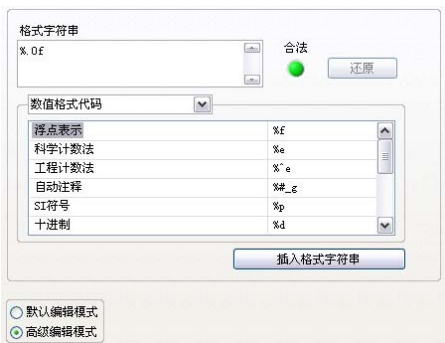 格式字符串
%.0f
合法
还原
数值格式代码
浮点表示 %f
科学计数法 %e
工程计数法 %^e
自动注释 %#_g
SI符号 %p
十进制 %d
插入格式字符串
默认编辑模式
高级编辑模式